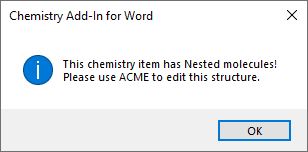 Chemistry Add-In for Word
This chemistry item has Nested molecules!
Please use ACME to edit this structure.
OK